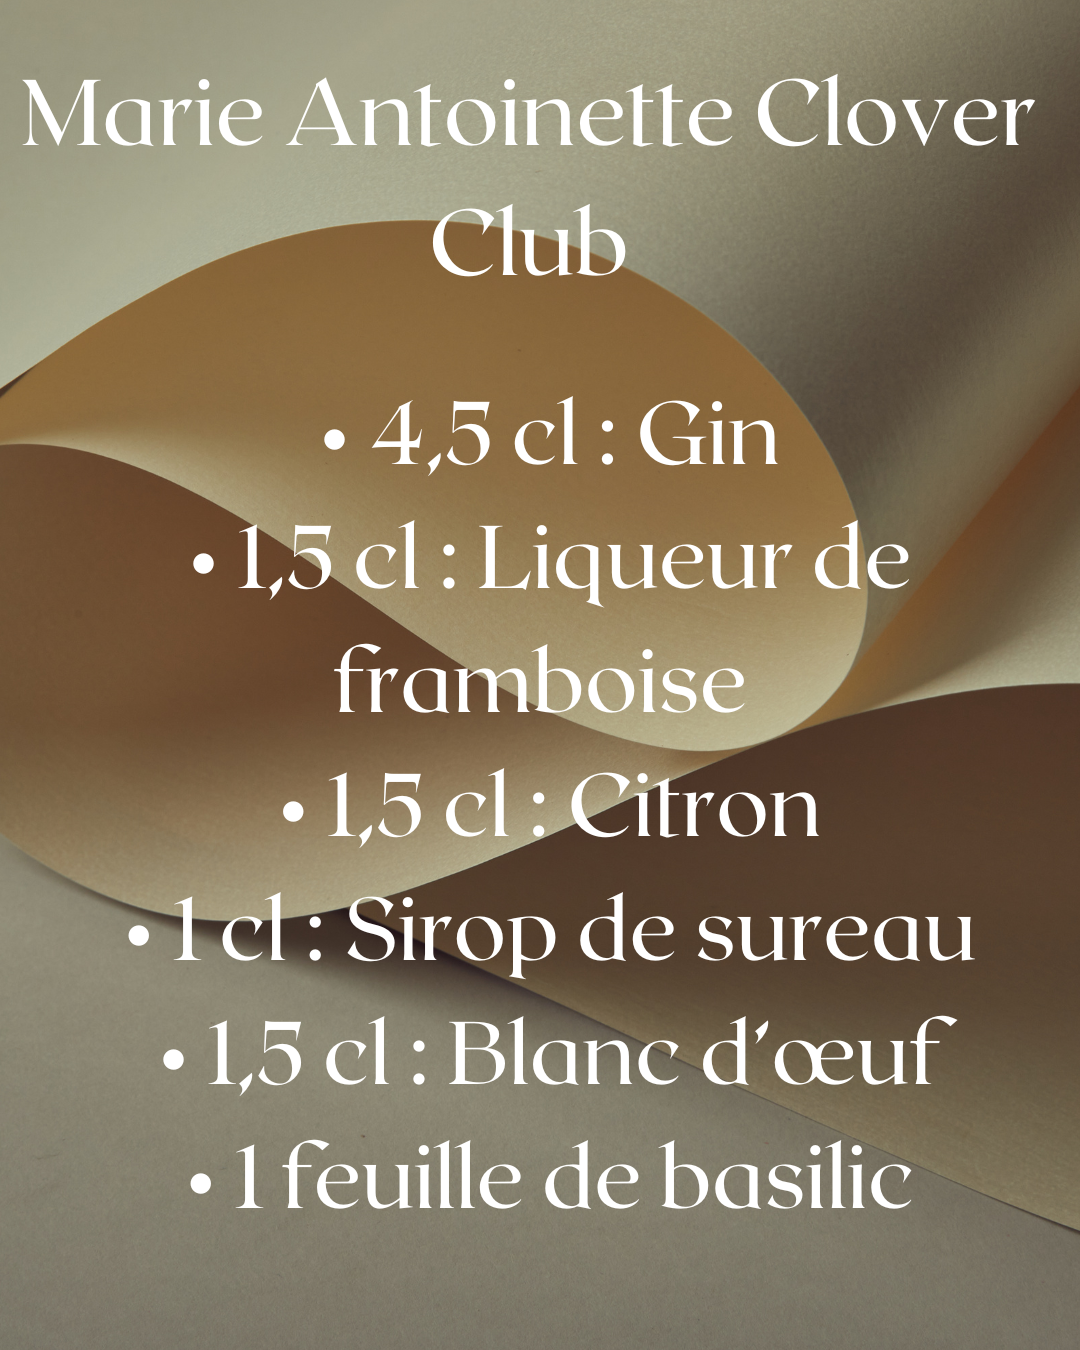 Marie Antoinette Clover
Club
• 4,5 cl : Gin
• 1,5 cl : Liqueur de
framboise
• 1,5 cl : Citron
• 1 cl : Sirop de sureau
• 1,5 cl : Blanc d’œuf
• 1 feuille de basilic